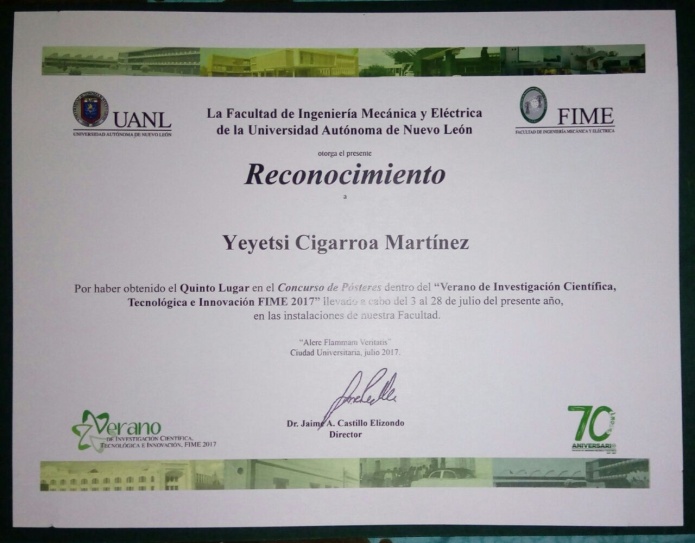 UANL
UNIVERSIDAD AUTÓNOMA DE NUEVO LEÓN
La Facultad de Ingeniería Mecánica y Eléctrica
de la Universidad Autónoma de Nuevo León
FIME
FACULTAD DE INGENIERÍA MECÁNICA Y ELÉCTRICA
otorga el presente
Reconocimiento
a
Yeyetsi Cigarroa Martínez
Por haber obtenido el Quinto Lugar en el Concurso de Pósteres dentro del “Verano de Investigación Científica,
Tecnológica e Innovación FIME 2017” llevado a cabo del 3 al 28 de julio del presente año,
en las instalaciones de nuestra Facultad.
“Alere Flammam Veritatis”
Ciudad Universitaria, julio 2017.
Dr. Jaime A. Castillo Elizondo
Director
Verano
DE INVESTIGACIÓN CIENTÍFICA,
TECNOLÓGICA E INNOVACIÓN, FIME 2017
70
ANIVERSARIO